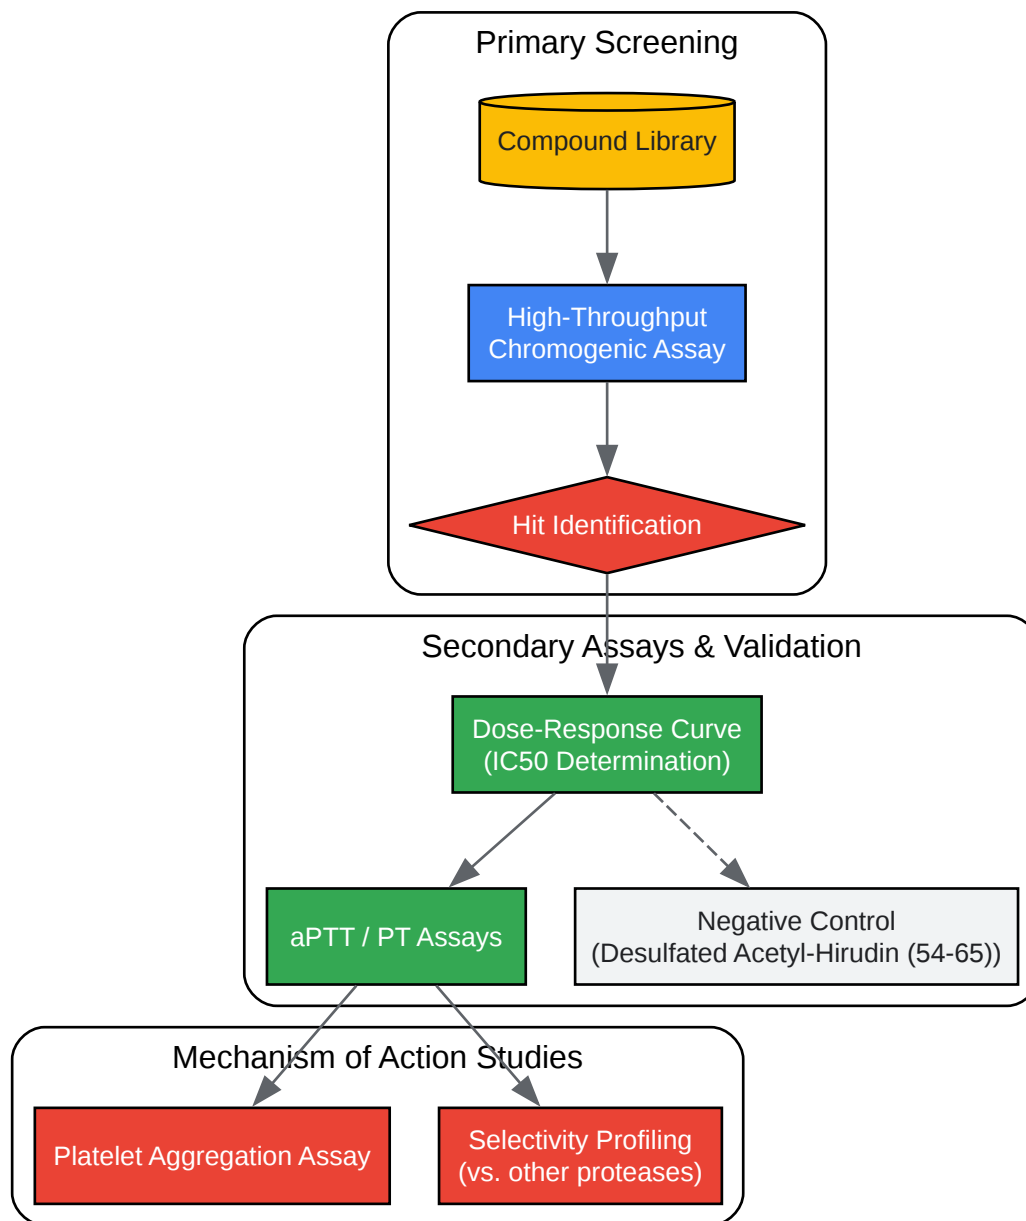 Primary Screening
Compound Library
High-Throughput
Chromogenic Assay
Hit Identification
Secondary Assays & Validation
Dose-Response Curve
(IC50 Determination)
aPTT / PT Assays
Negative Control
(Desulfated Acetyl-Hirudin (54-65))
Mechanism of Action Studies
Platelet Aggregation Assay
Selectivity Profiling
(vs. other proteases)